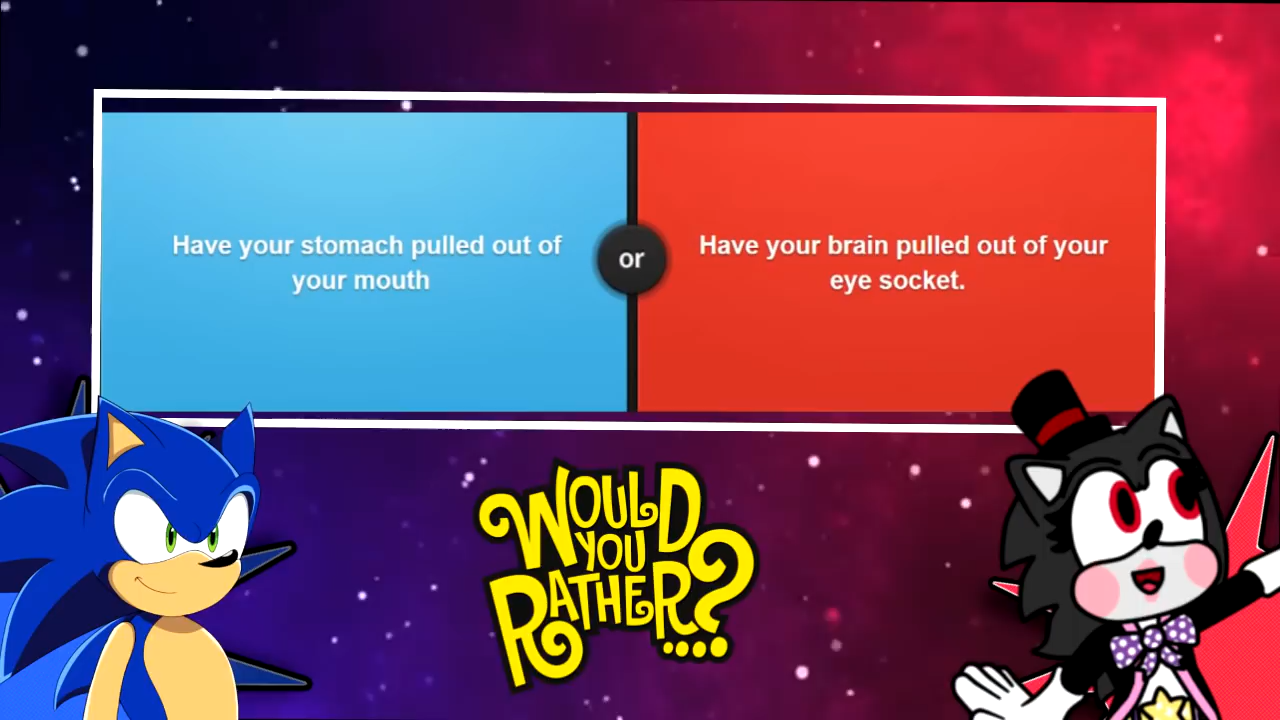 Have your stomach pulled out of
your mouth
or
Have your brain pulled out of your
eye socket.
WOULD
YOU
RATHER...?